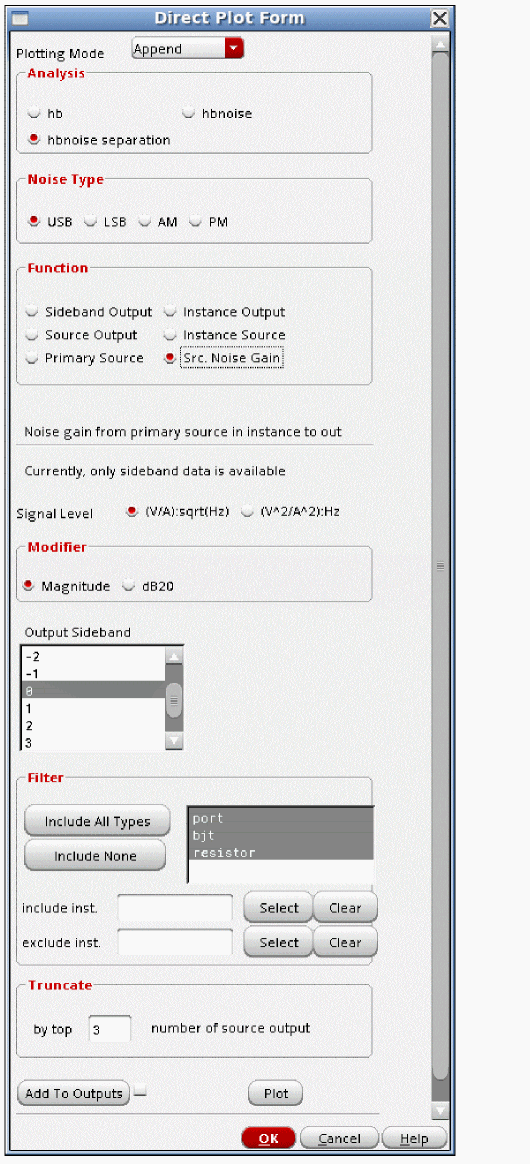 Direct Plot Form
Plotting Mode Append
Analysis
hb hbnoise
hbnoise separation
Noise Type
USB LSB AM PM
Function
Sideband Output Instance Output
Source Output Instance Source
Primary Source Src. Noise Gain
Noise gain from primary source in instance to out
Currently, only sideband data is available
Signal Level (V/A):sqrt(Hz) (V^2/A^2):Hz
Modifier
Magnitude dB20
Output Sideband
-2
-1
0
1
2
3
Filter
Include All Types
Include None
port
bjt
resistor
include inst. Select Clear
exclude inst. Select Clear
Truncate
by top 3 number of source output
Add To Outputs Plot
OK Cancel Help